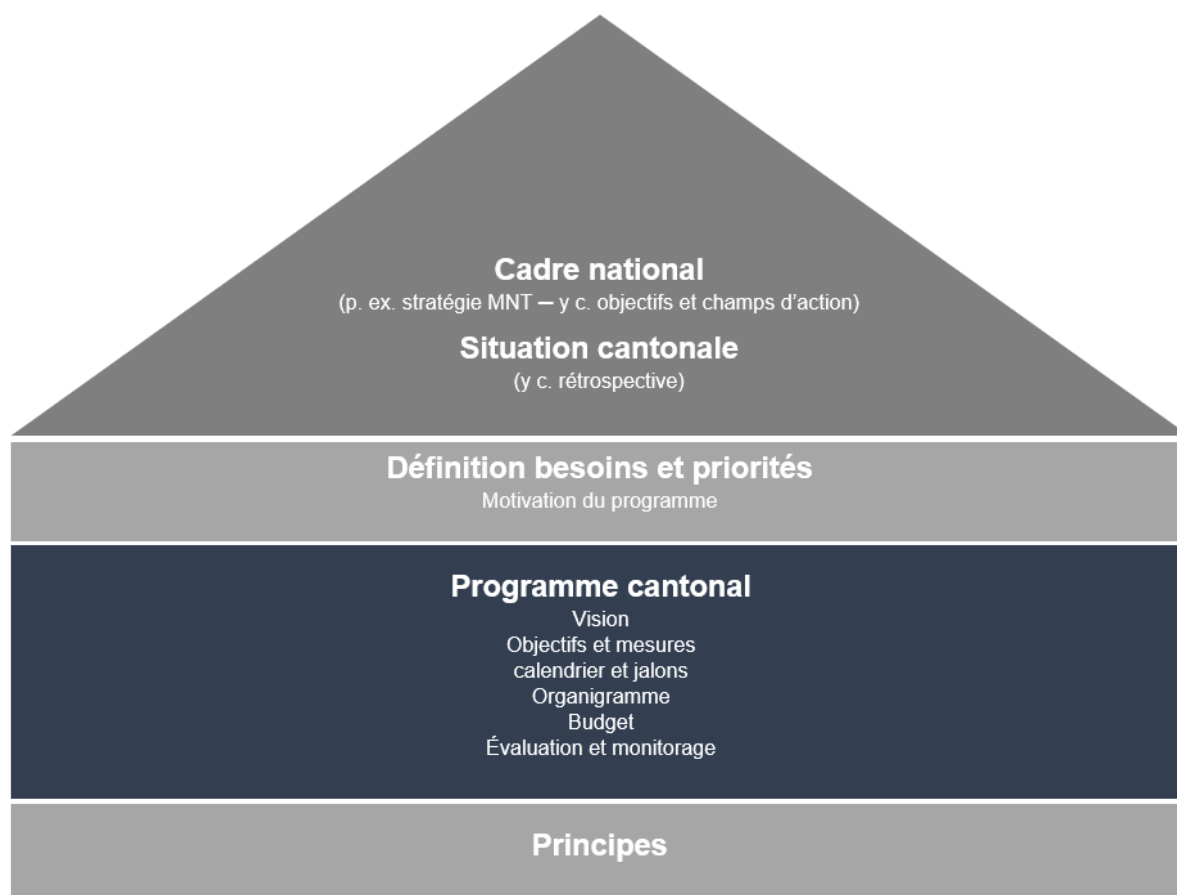 Cadre national
(p. ex. stratégie MNT – y c. objectifs et champs d'action)
Situation cantonale
(y c. rétrospective)
Définition besoins et priorités
Motivation du programme
Programme cantonal
Vision
Objectifs et mesures
calendrier et jalons
Organigramme
Budget
Évaluation et monitorage
Principes